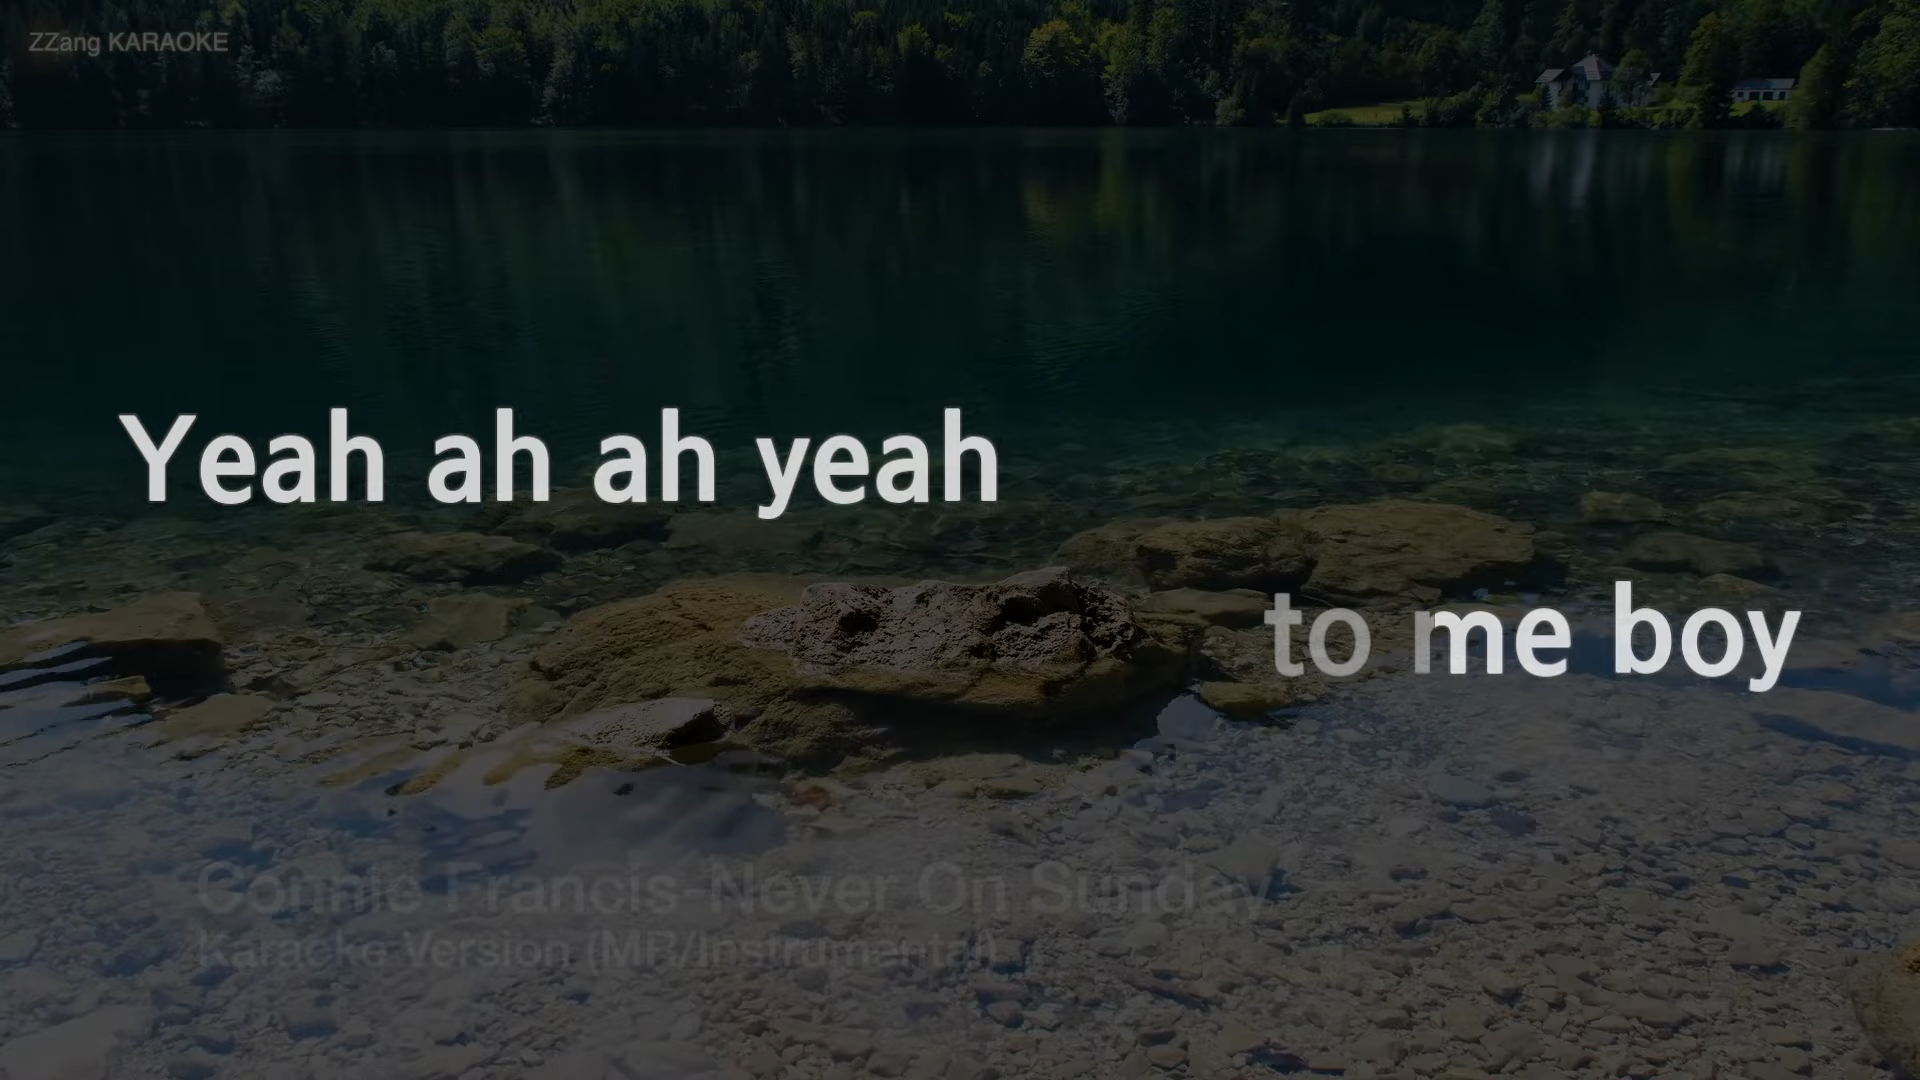 ZZang KARAOKE
Yeah ah ah yeah
to me boy
Connie Francis-Never On Sunday
Karaoke Version (MR/Instrumental)